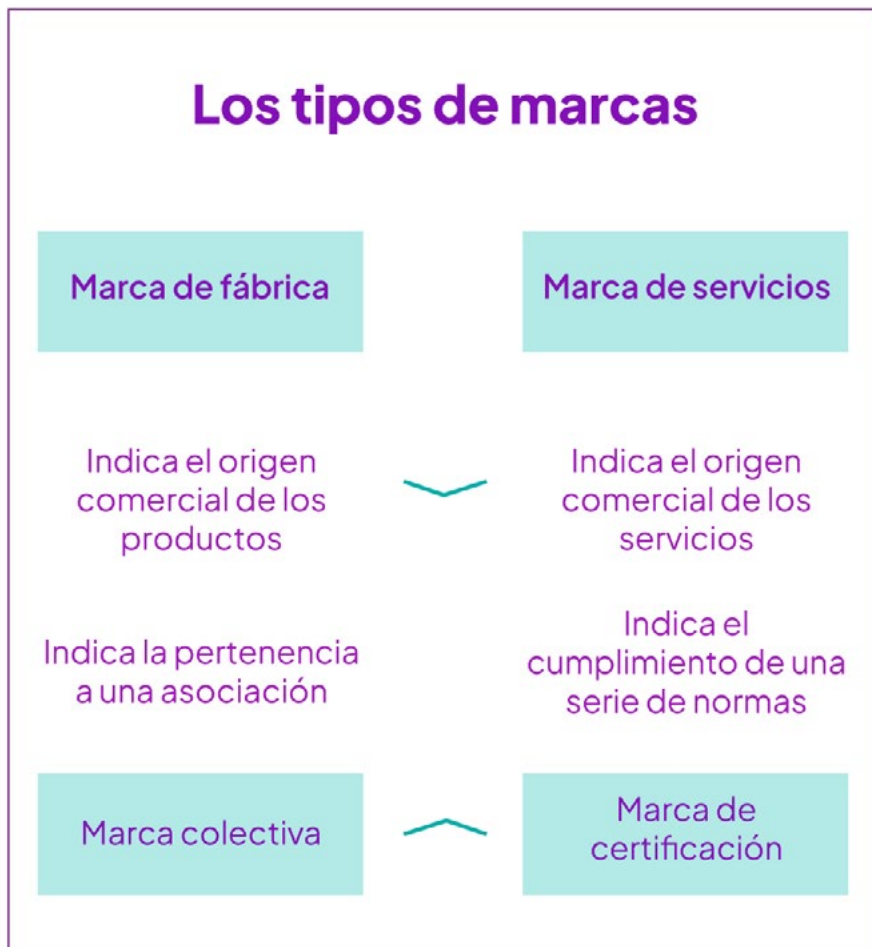 Los tipos de marcas
Marca de fábrica
Marca de servicios
Indica el origen
comercial de los
productos
Indica el origen
comercial de los
servicios
Indica la pertenencia
a una asociación
Indica el
cumplimiento de una
serie de normas
Marca colectiva
Marca de
certificación